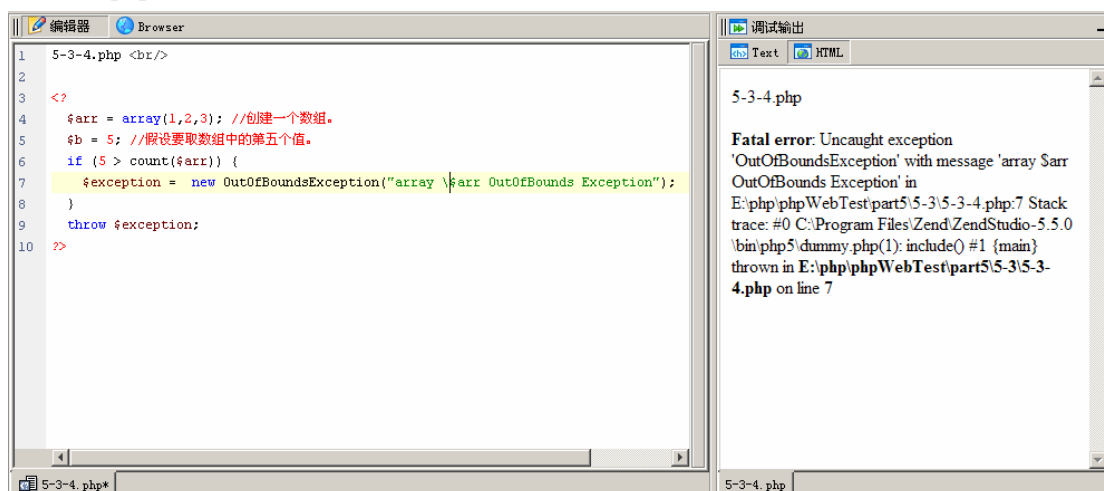 编辑器 Browser
1 5-3-4.php <br/>
2
3 <?
4 $arr = array(1,2,3); //创建一个数组。
5 $b = 5; //假设要取数组中的第五个值。
6 if (5 > count($arr)) {
7 $exception = new OutOfBoundsException("array \$arr OutOfBounds Exception");
8 }
9 throw $exception;
10 ?>
5-3-4.php*
调试输出
Text HTML
5-3-4.php
Fatal error: Uncaught exception
'OutOfBoundsException' with message 'array $arr
OutOfBounds Exception' in
E:\php\phpWebTest\part5\5-3\5-3-4.php:7 Stack
trace: #0 C:\Program Files\Zend\ZendStudio-5.5.0
\bin\php5\dummy.php(1): include() #1 {main}
thrown in E:\php\phpWebTest\part5\5-3\5-3-
4.php on line 7
5-3-4.php